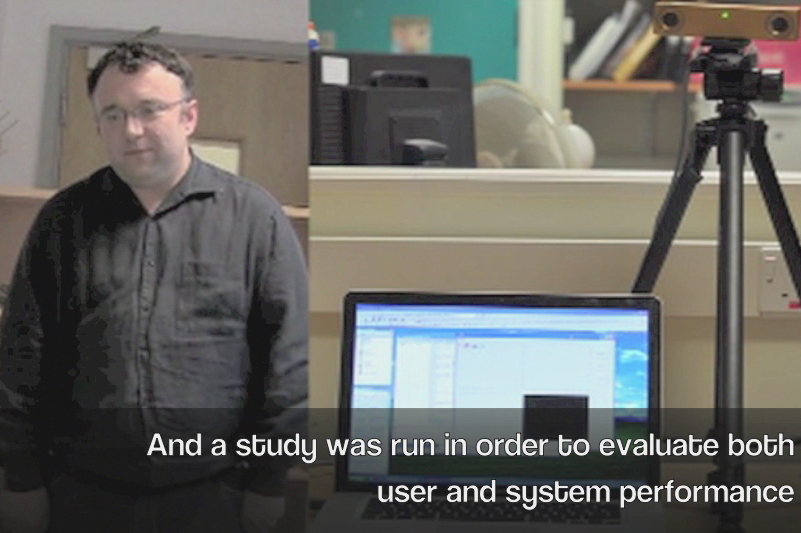 And a study was run in order to evaluate both
user and system performance